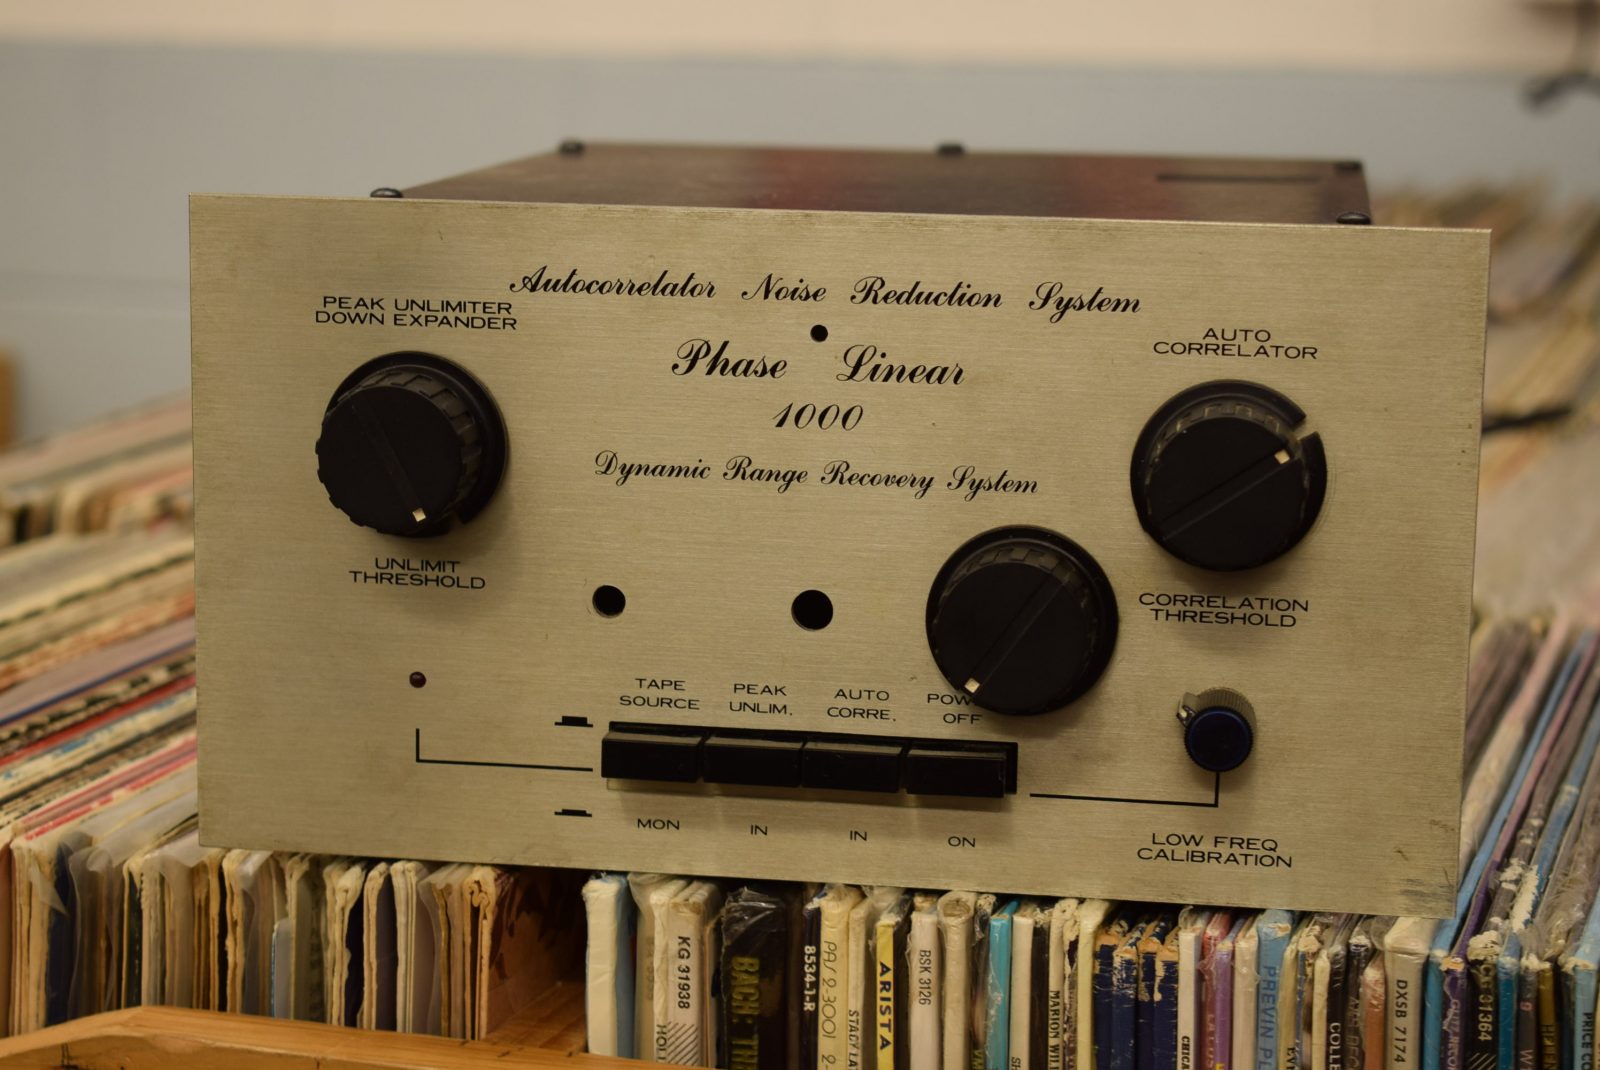 Autocorrelator Noise Reduction System
PEAK UNLIMITER
DOWN EXPANDER
Phase Linear
1000
AUTO
CORRELATOR
Dynamic Range Recovery System
UNLIMIT
THRESHOLD
CORRELATION
THRESHOLD
TAPE
SOURCE
PEAK
UNLIM.
AUTO
CORRE.
OFF
MON
IN
IN
ON
LOW FREQ
CALIBRATION
KG 31938
8534-1-R
ARISTA
BSK 3126
MARION
PREVIN
DXSB 7174